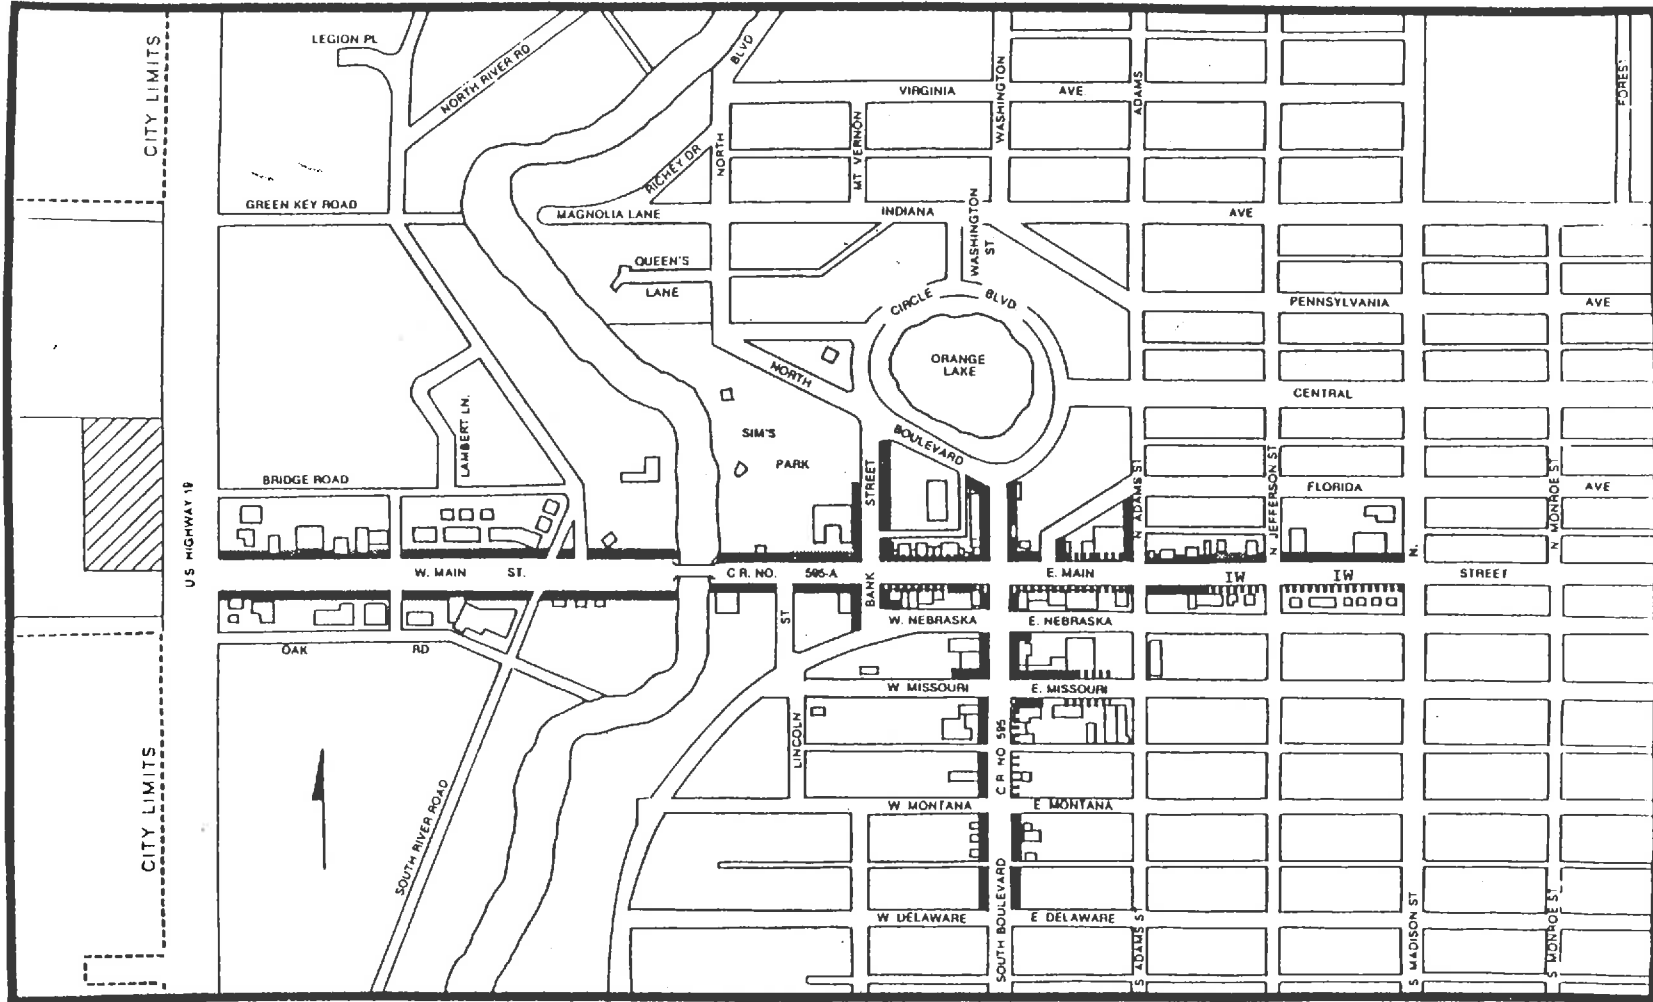 LEGION PL
CITY LIMITS
NORTH RIVER RD
BLVD
WASHINGTON
ADAMS
VIRGINIA
AVE
MT VERNON
NORTH
RICHEY DR
GREEN KEY ROAD
MAGNOLIA LANE
INDIANA
AVE
WASHINGTON
ST
QUEEN'S
LANE
CIRCLE
BLVD
PENNSYLVANIA
AVE
ORANGE
LAKE
NORTH
CENTRAL
LAMBERT LN.
SIM'S
PARK
BOULEVARD
STREET
BRIDGE ROAD
N ADAMS ST
N JEFFERSON ST
FLORIDA
N MONROE ST
AVE
US HIGHWAY 19
N.
W. MAIN
ST.
C R. NO.
595-A
BANK
E. MAIN
IW
IW
STREET
ST
W. NEBRASKA
E. NEBRASKA
OAK
RD
W MISSOURI
E. MISSOURI
LINCOLN
C R NO 595
CITY LIMITS
W MONTANA
E MONTANA
SOUTH RIVER ROAD
W DELAWARE
E DELAWARE
SOUTH BOULEVARD
S ADAMS ST
S MADISON ST
S MONROE ST